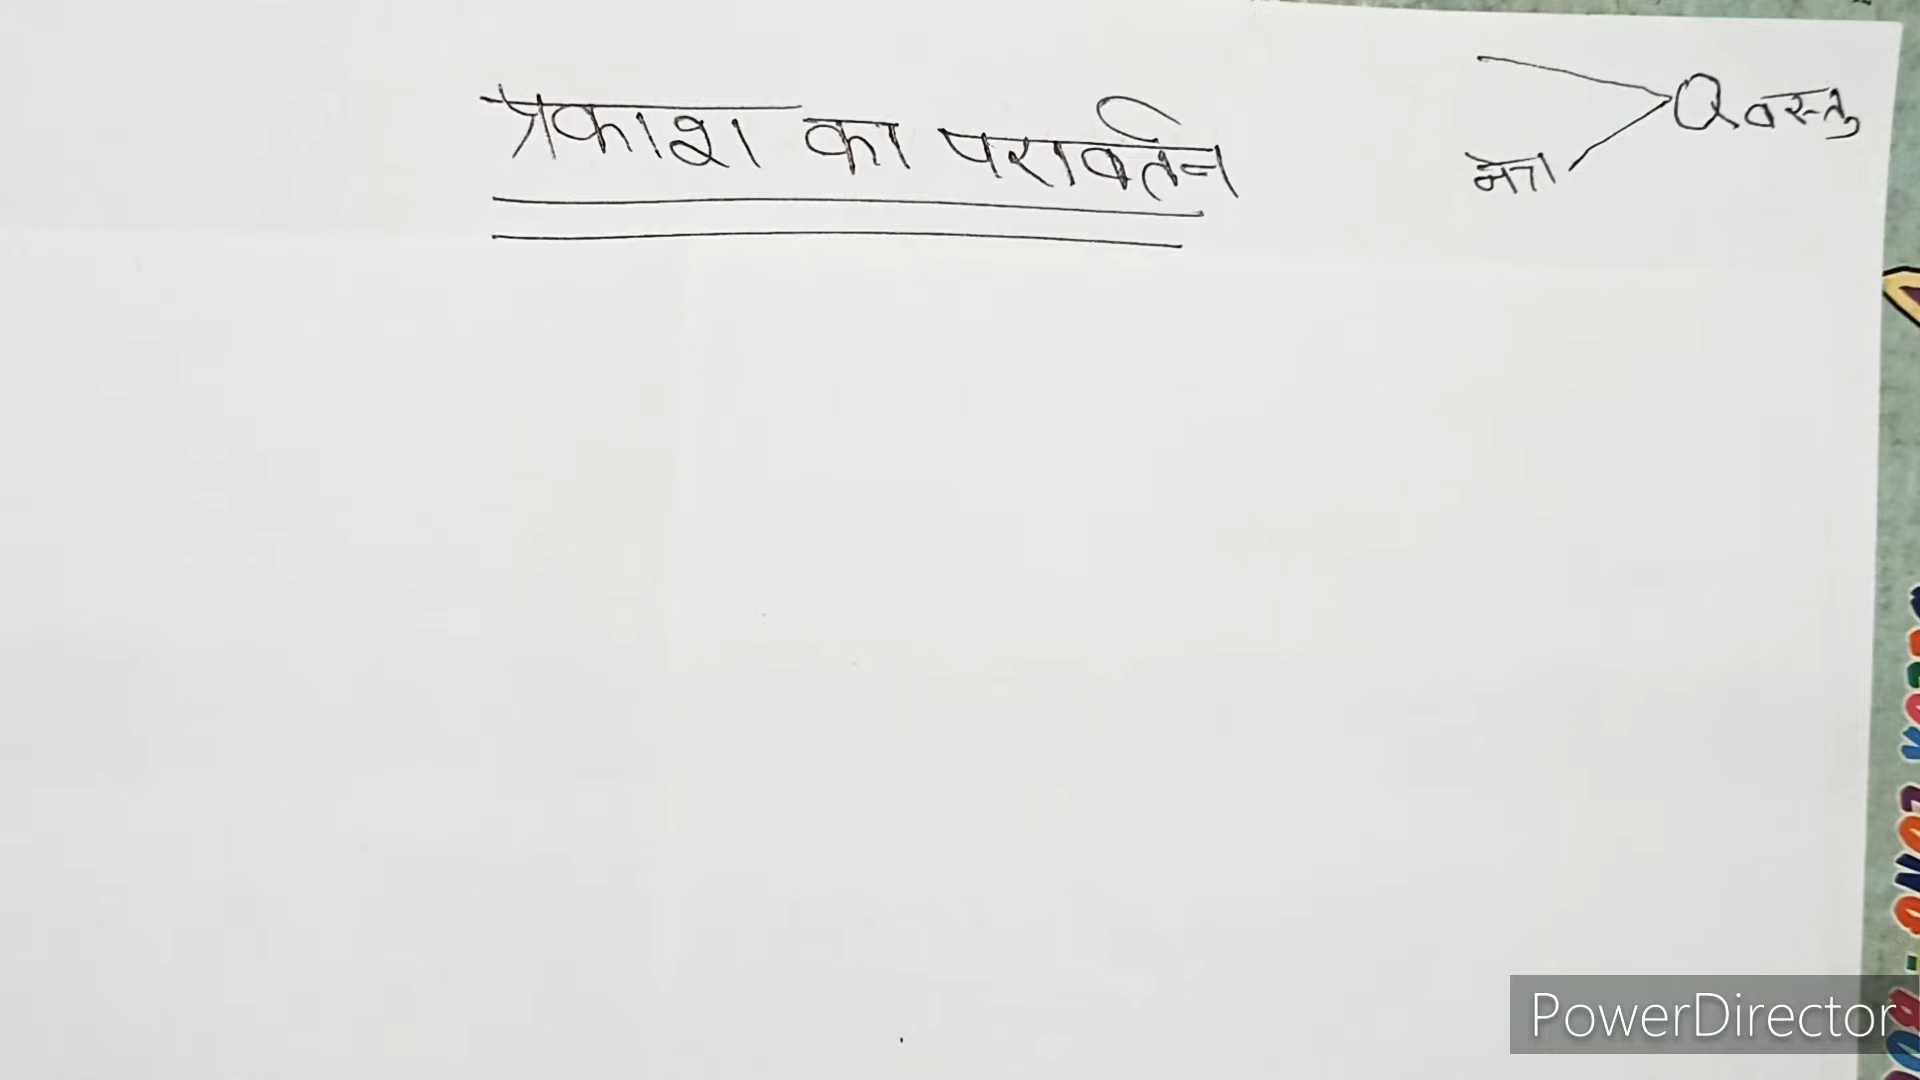 प्रकाश का परावर्तन
वस्तु
नेत्र
PowerDirector